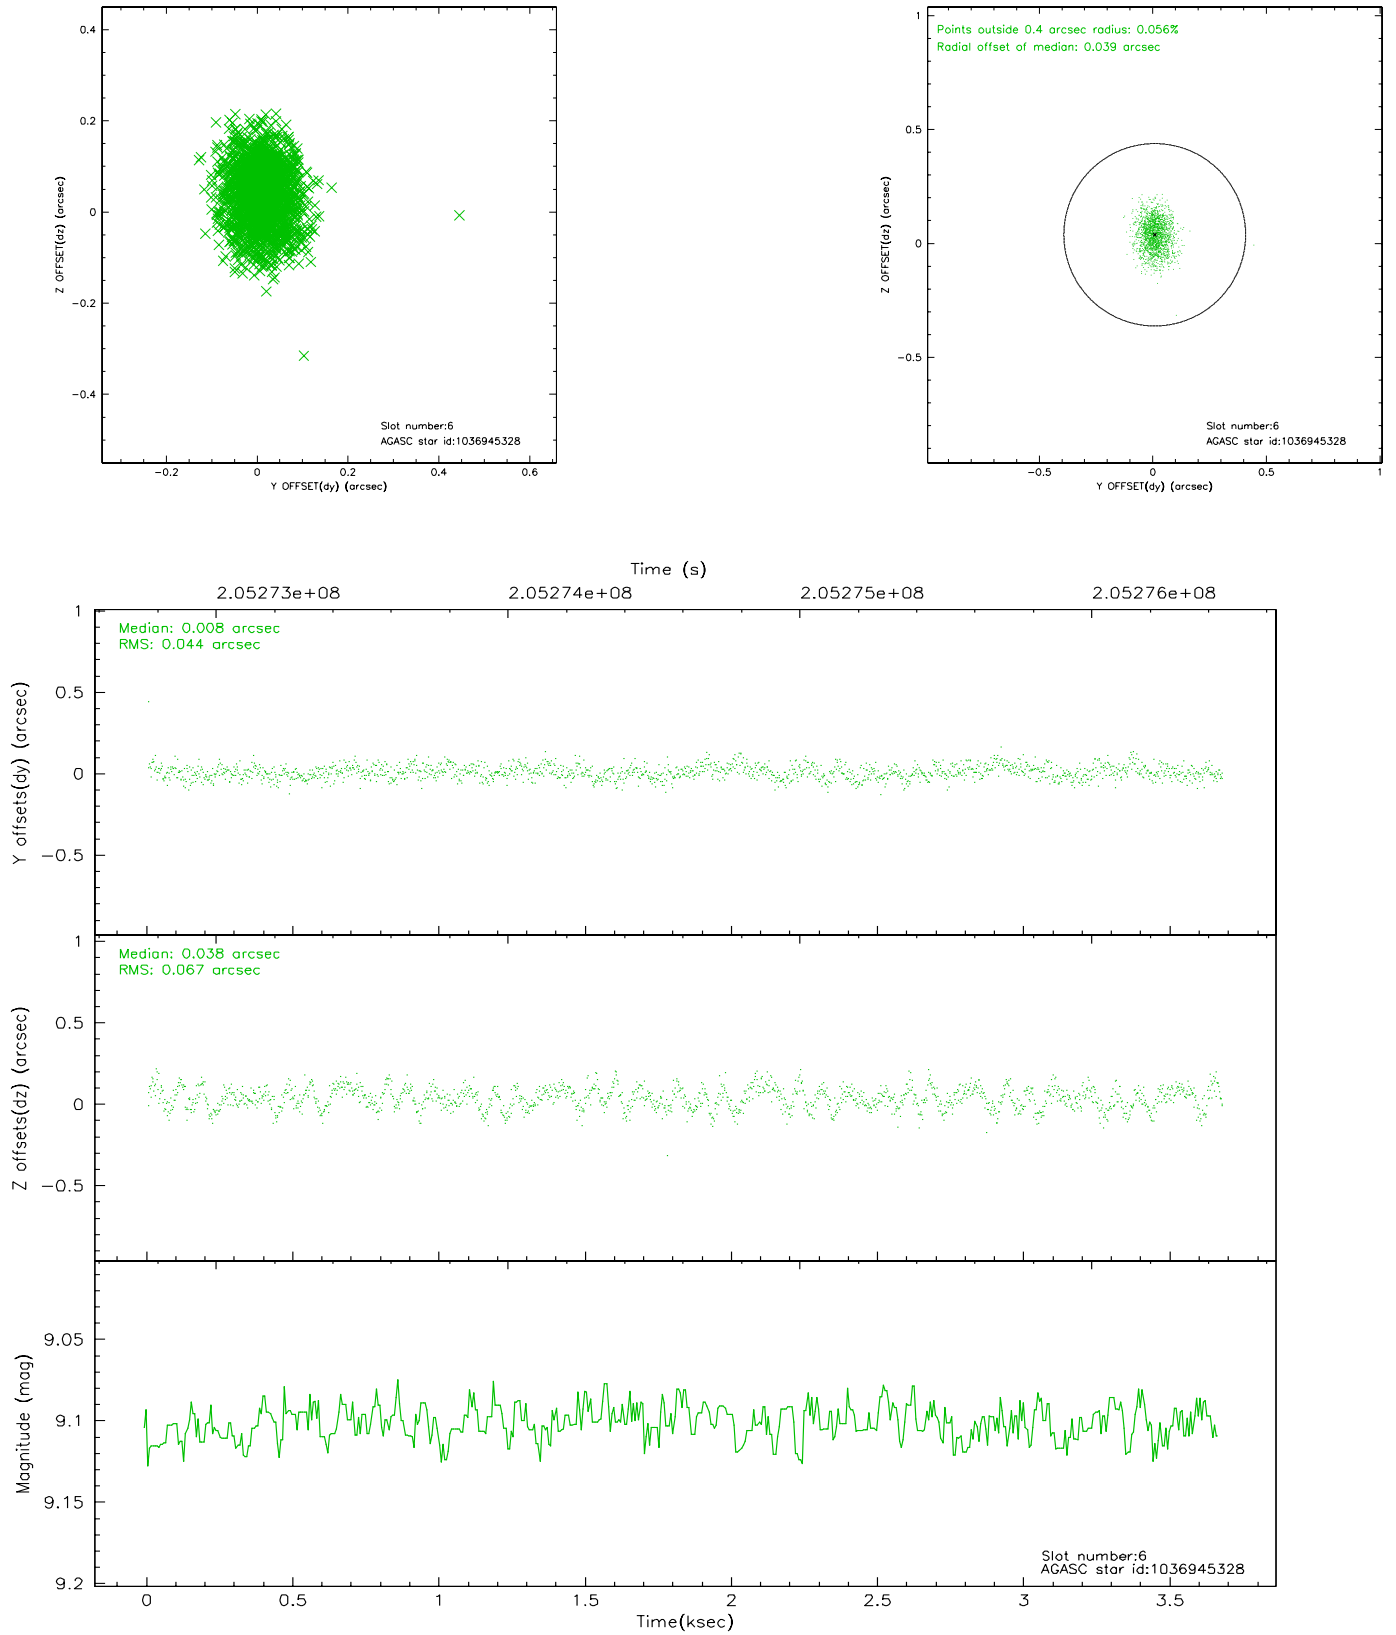 0.4
0.2
0
−0.2
−0.4
Z OFFSET(dz) (arcsec)
Slot number:6
AGASC star id:1036945328
−0.2 0 0.2 0.4 0.6
Y OFFSET(dy) (arcsec)
Points outside 0.4 arcsec radius: 0.056%
Radial offset of median: 0.039 arcsec
1
0.5
0
−0.5
Z OFFSET(dz) (arcsec)
Slot number:6
AGASC star id:1036945328
−0.5 0 0.5 1
Y OFFSET(dy) (arcsec)
Time (s)
2.05273e+08 2.05274e+08 2.05275e+08 2.05276e+08
Median: 0.008 arcsec
RMS: 0.044 arcsec
1
0.5
0
−0.5
Y offsets(dy) (arcsec)
Median: 0.038 arcsec
RMS: 0.067 arcsec
1
0.5
0
−0.5
Z offsets(dz) (arcsec)
9.05
9.1
9.15
9.2
Magnitude (mag)
Slot number:6
AGASC star id:1036945328
0 0.5 1 1.5 2 2.5 3 3.5
Time(ksec)